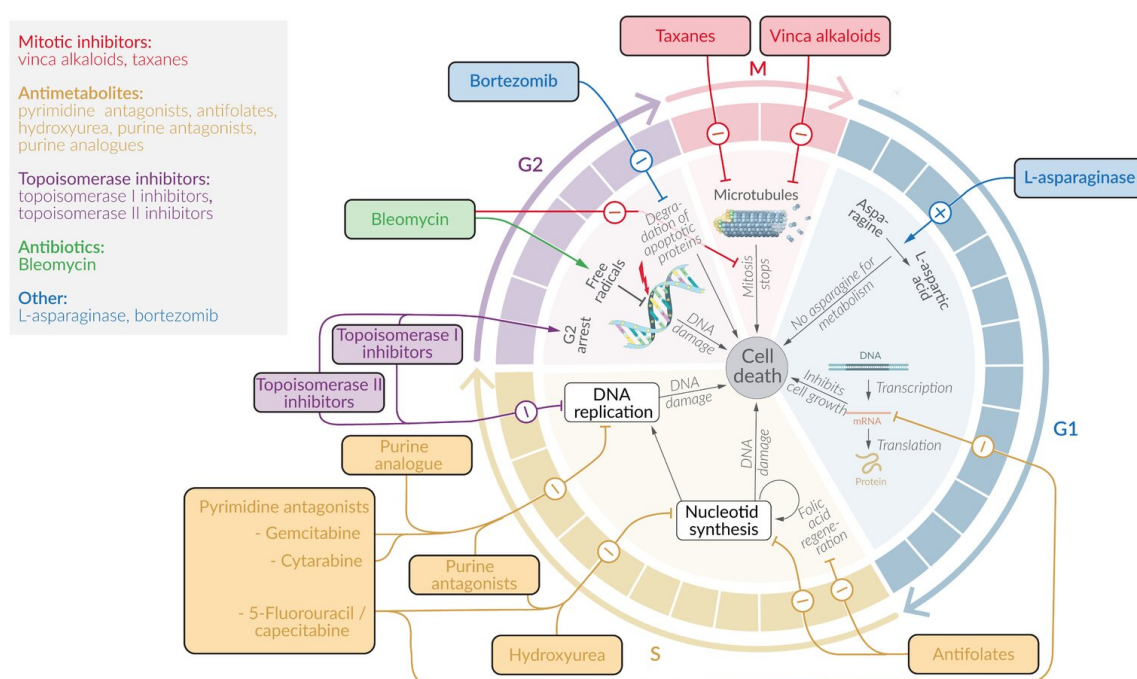 Mitotic inhibitors:
vinca alkaloids, taxanes
Antimetabolites:
pyrimidine antagonists, antifolates,
hydroxyurea, purine antagonists,
purine analogues
Topoisomerase inhibitors:
topoisomerase I inhibitors,
topoisomerase II inhibitors
Antibiotics:
Bleomycin
Other:
L-asparaginase, bortezomib
Taxanes
Vinca alkaloids
M
Bortezomib
G2
L-asparaginase
Bleomycin
Microtubules
Degra-
dation of
apoptotic
proteins
Aspa-
ragine
L-aspartic
acid
Free
radicals
Mitosis
stops
No asparagine for
metabolism
G2
arrest
DNA
damage
Topoisomerase I
inhibitors
Topoisomerase II
inhibitors
Cell
death
DNA
Transcription
Inhibits
cell growth
mRNA
Translation
Protein
G1
DNA
replication
DNA
damage
DNA
damage
Purine
analogue
Pyrimidine antagonists
- Gemcitabine
- Cytarabine
- 5-Fluorouracil /
capecitabine
Purine
antagonists
Nucleotid
synthesis
Folic
acid
regene-
ration
Hydroxyurea
S
Antifolates